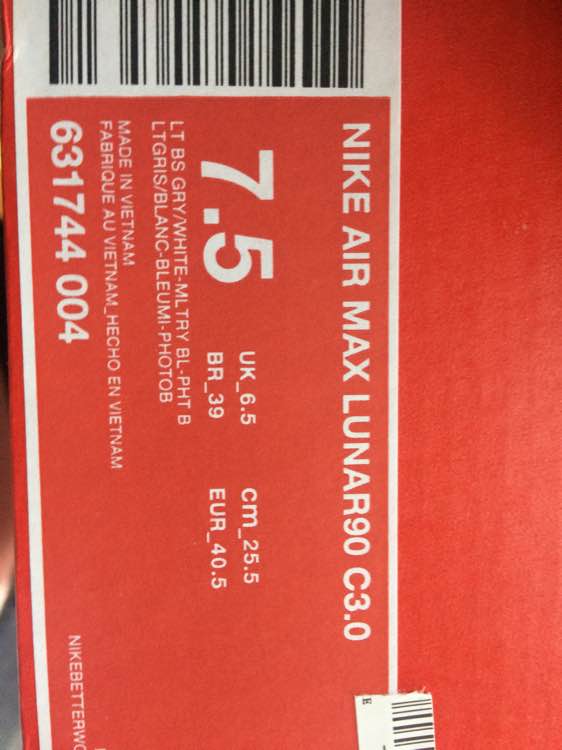 NIKE AIR MAX LUNAR90 C3.0
7.5
UK_6.5 cm_25.5
BR_39 EUR_40.5
LT BS GRY/WHITE-MLTRY BL-PHT B
LTGRIS/BLANC-BLEUMI-PHOTOB
MADE IN VIETNAM
FABRIQUE AU VIETNAM_HECHO EN VIETNAM
631744 004